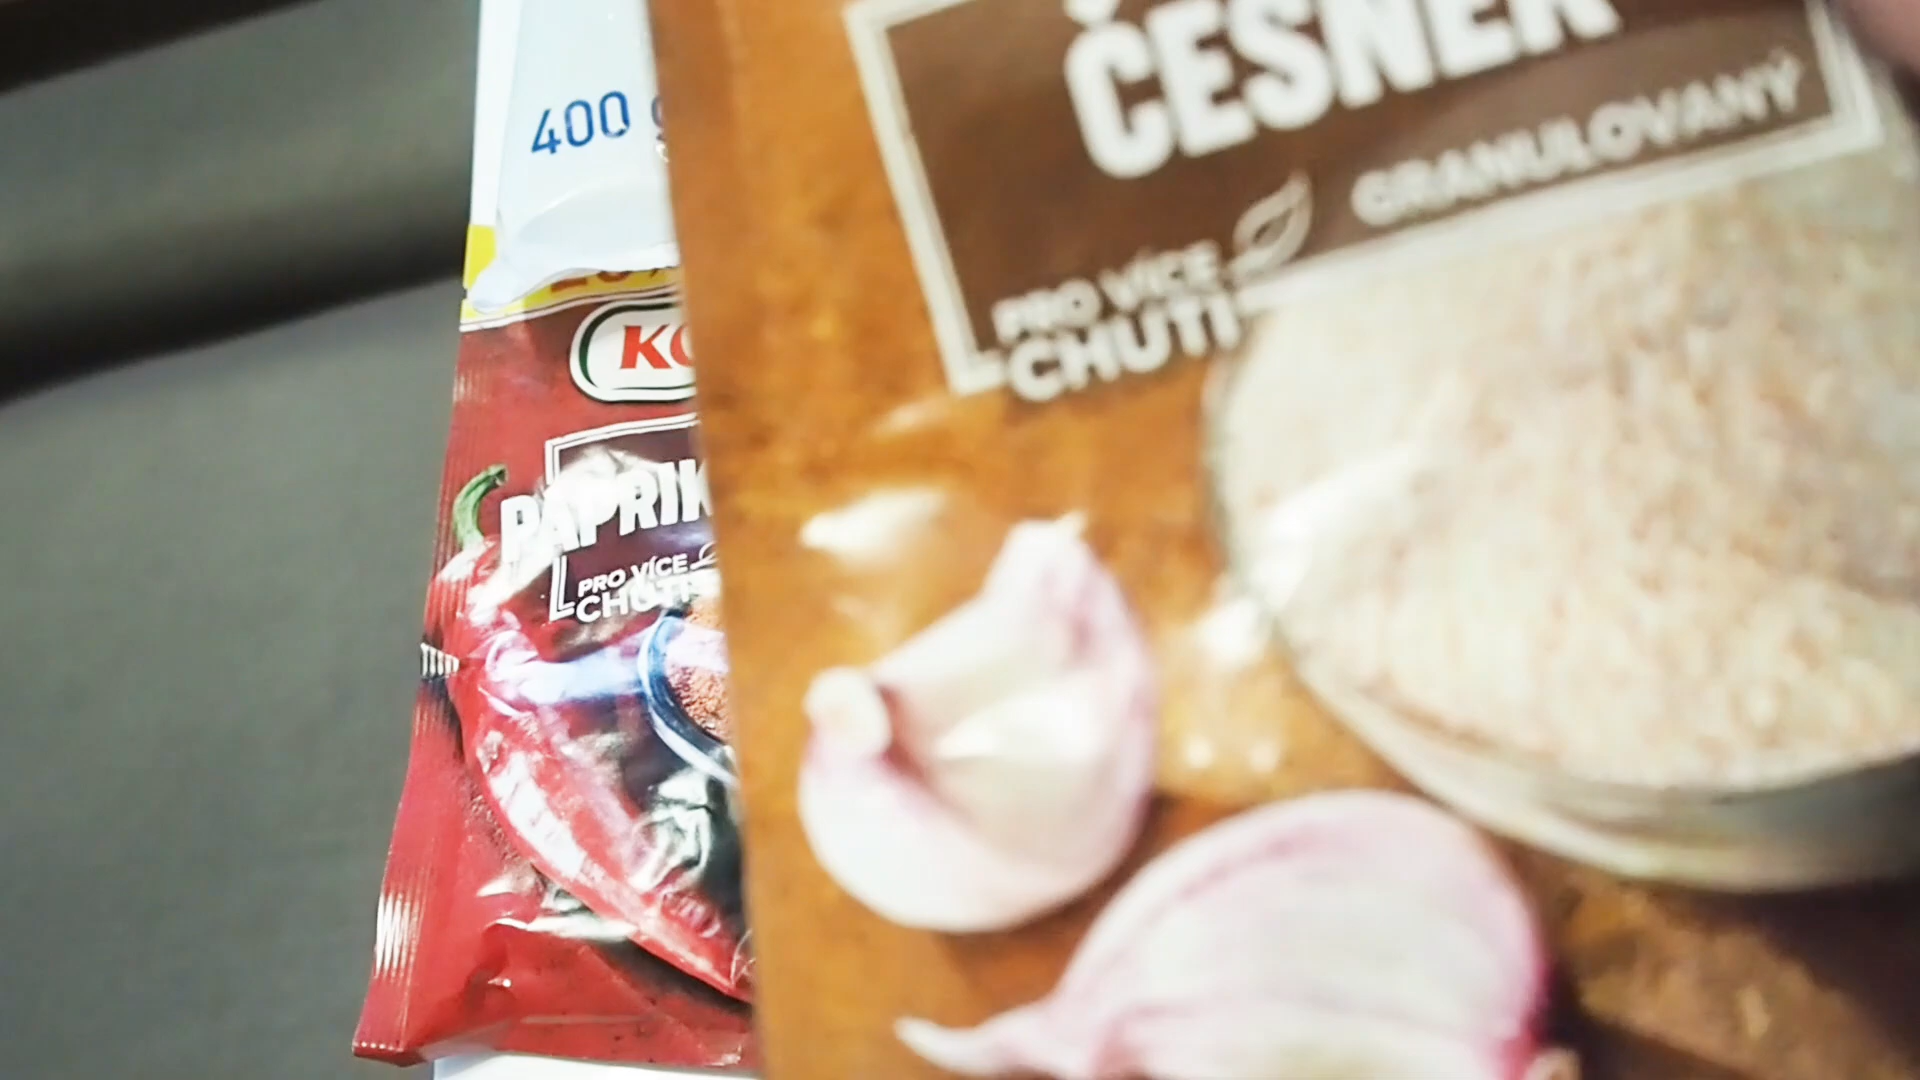 400 g
KO
PAPRIK
PRO VÍCE
CHUTI
ČESNEK
GRANULOVANÝ
PRO VÍCE
CHUTI